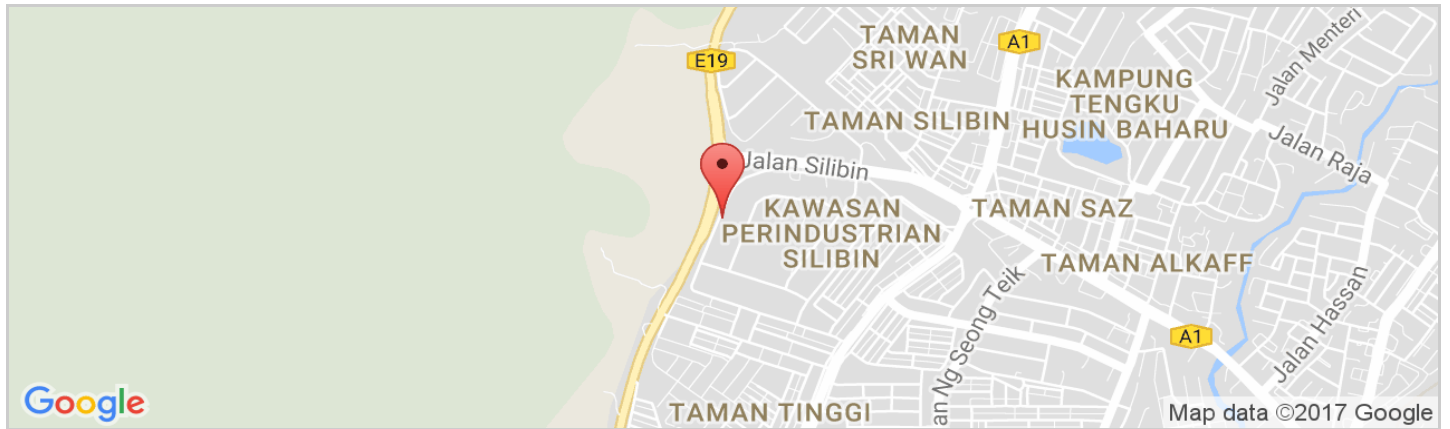 TAMAN
SRI WAN
A1
E19
Jalan Menteri
KAMPUNG
TENGKU
HUSIN BAHARU
TAMAN SILIBIN
Jalan Raja
Jalan Silibin
KAWASAN
PERINDUSTRIAN
SILIBIN
TAMAN SAZ
TAMAN ALKAFF
an Ng Seong Teik
Jalan Hassan
A1
TAMAN TINGGI
Google
Map data ©2017 Google